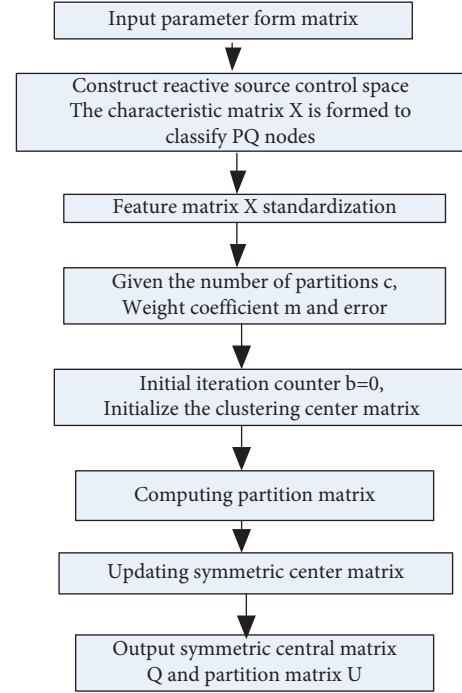 Input parameter form matrix
Construct reactive source control space
The characteristic matrix X is formed to
classify PQ nodes
Feature matrix X standardization
Given the number of partitions c,
Weight coefficient m and error
Initial iteration counter b=0,
Initialize the clustering center matrix
Computing partition matrix
Updating symmetric center matrix
Output symmetric central matrix
Q and partition matrix U